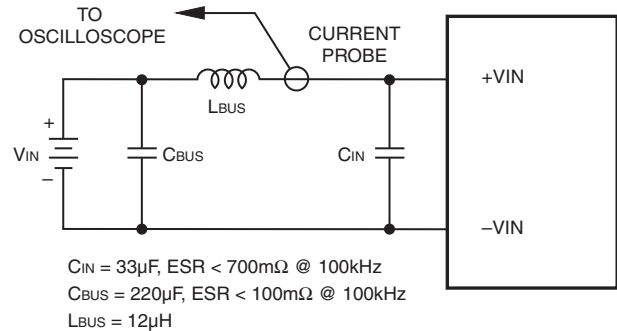 TO
OSCILLOSCOPE
CURRENT
PROBE
+VIN
LBUS
+
VIN
–
CBUS
CIN
–VIN
CIN = 33µF, ESR < 700mΩ @ 100kHz
CBUS = 220µF, ESR < 100mΩ @ 100kHz
LBUS = 12µH